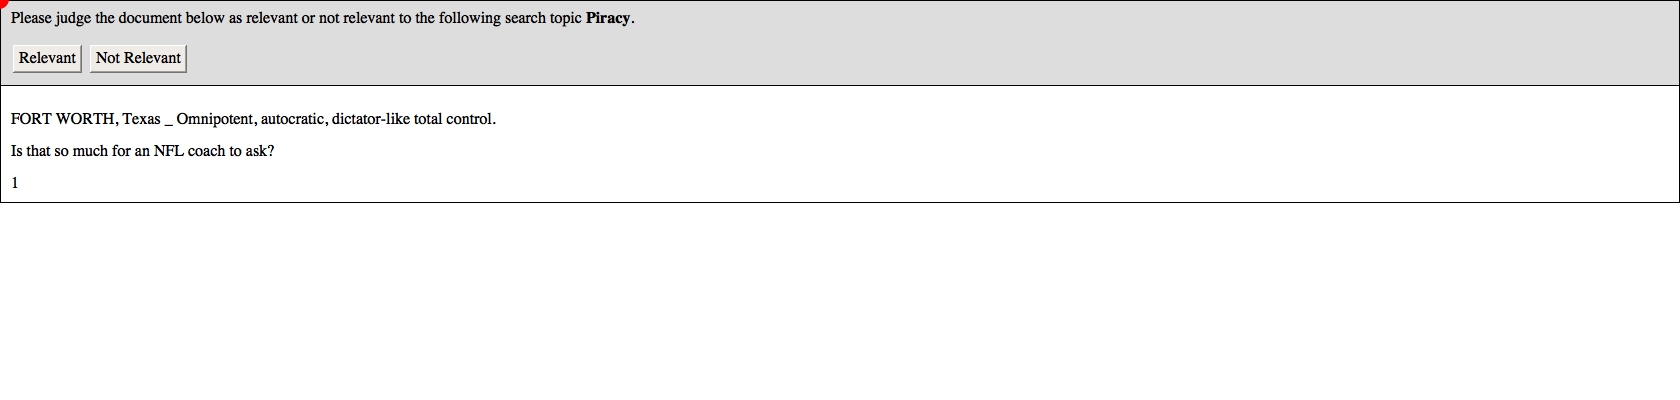 Please judge the document below as relevant or not relevant to the following search topic Piracy.
Relevant Not Relevant
FORT WORTH, Texas _ Omnipotent, autocratic, dictator-like total control.
Is that so much for an NFL coach to ask?
1